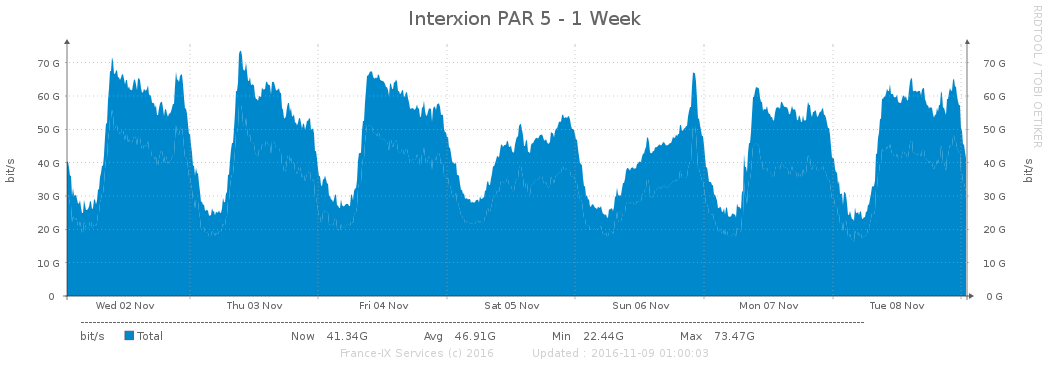 Interxion PAR 5 - 1 Week
RRDTOOL / TOBI OETIKER
bit/s
70 G 70 G
60 G 60 G
50 G 50 G
40 G 40 G
30 G 30 G
20 G 20 G
10 G 10 G
0 0 G
bit/s
Wed 02 Nov Thu 03 Nov Fri 04 Nov Sat 05 Nov Sun 06 Nov Mon 07 Nov Tue 08 Nov
bit/s Total Now 41.34G Avg 46.91G Min 22.44G Max 73.47G
France-IX Services (c) 2016 Updated : 2016-11-09 01:00:03